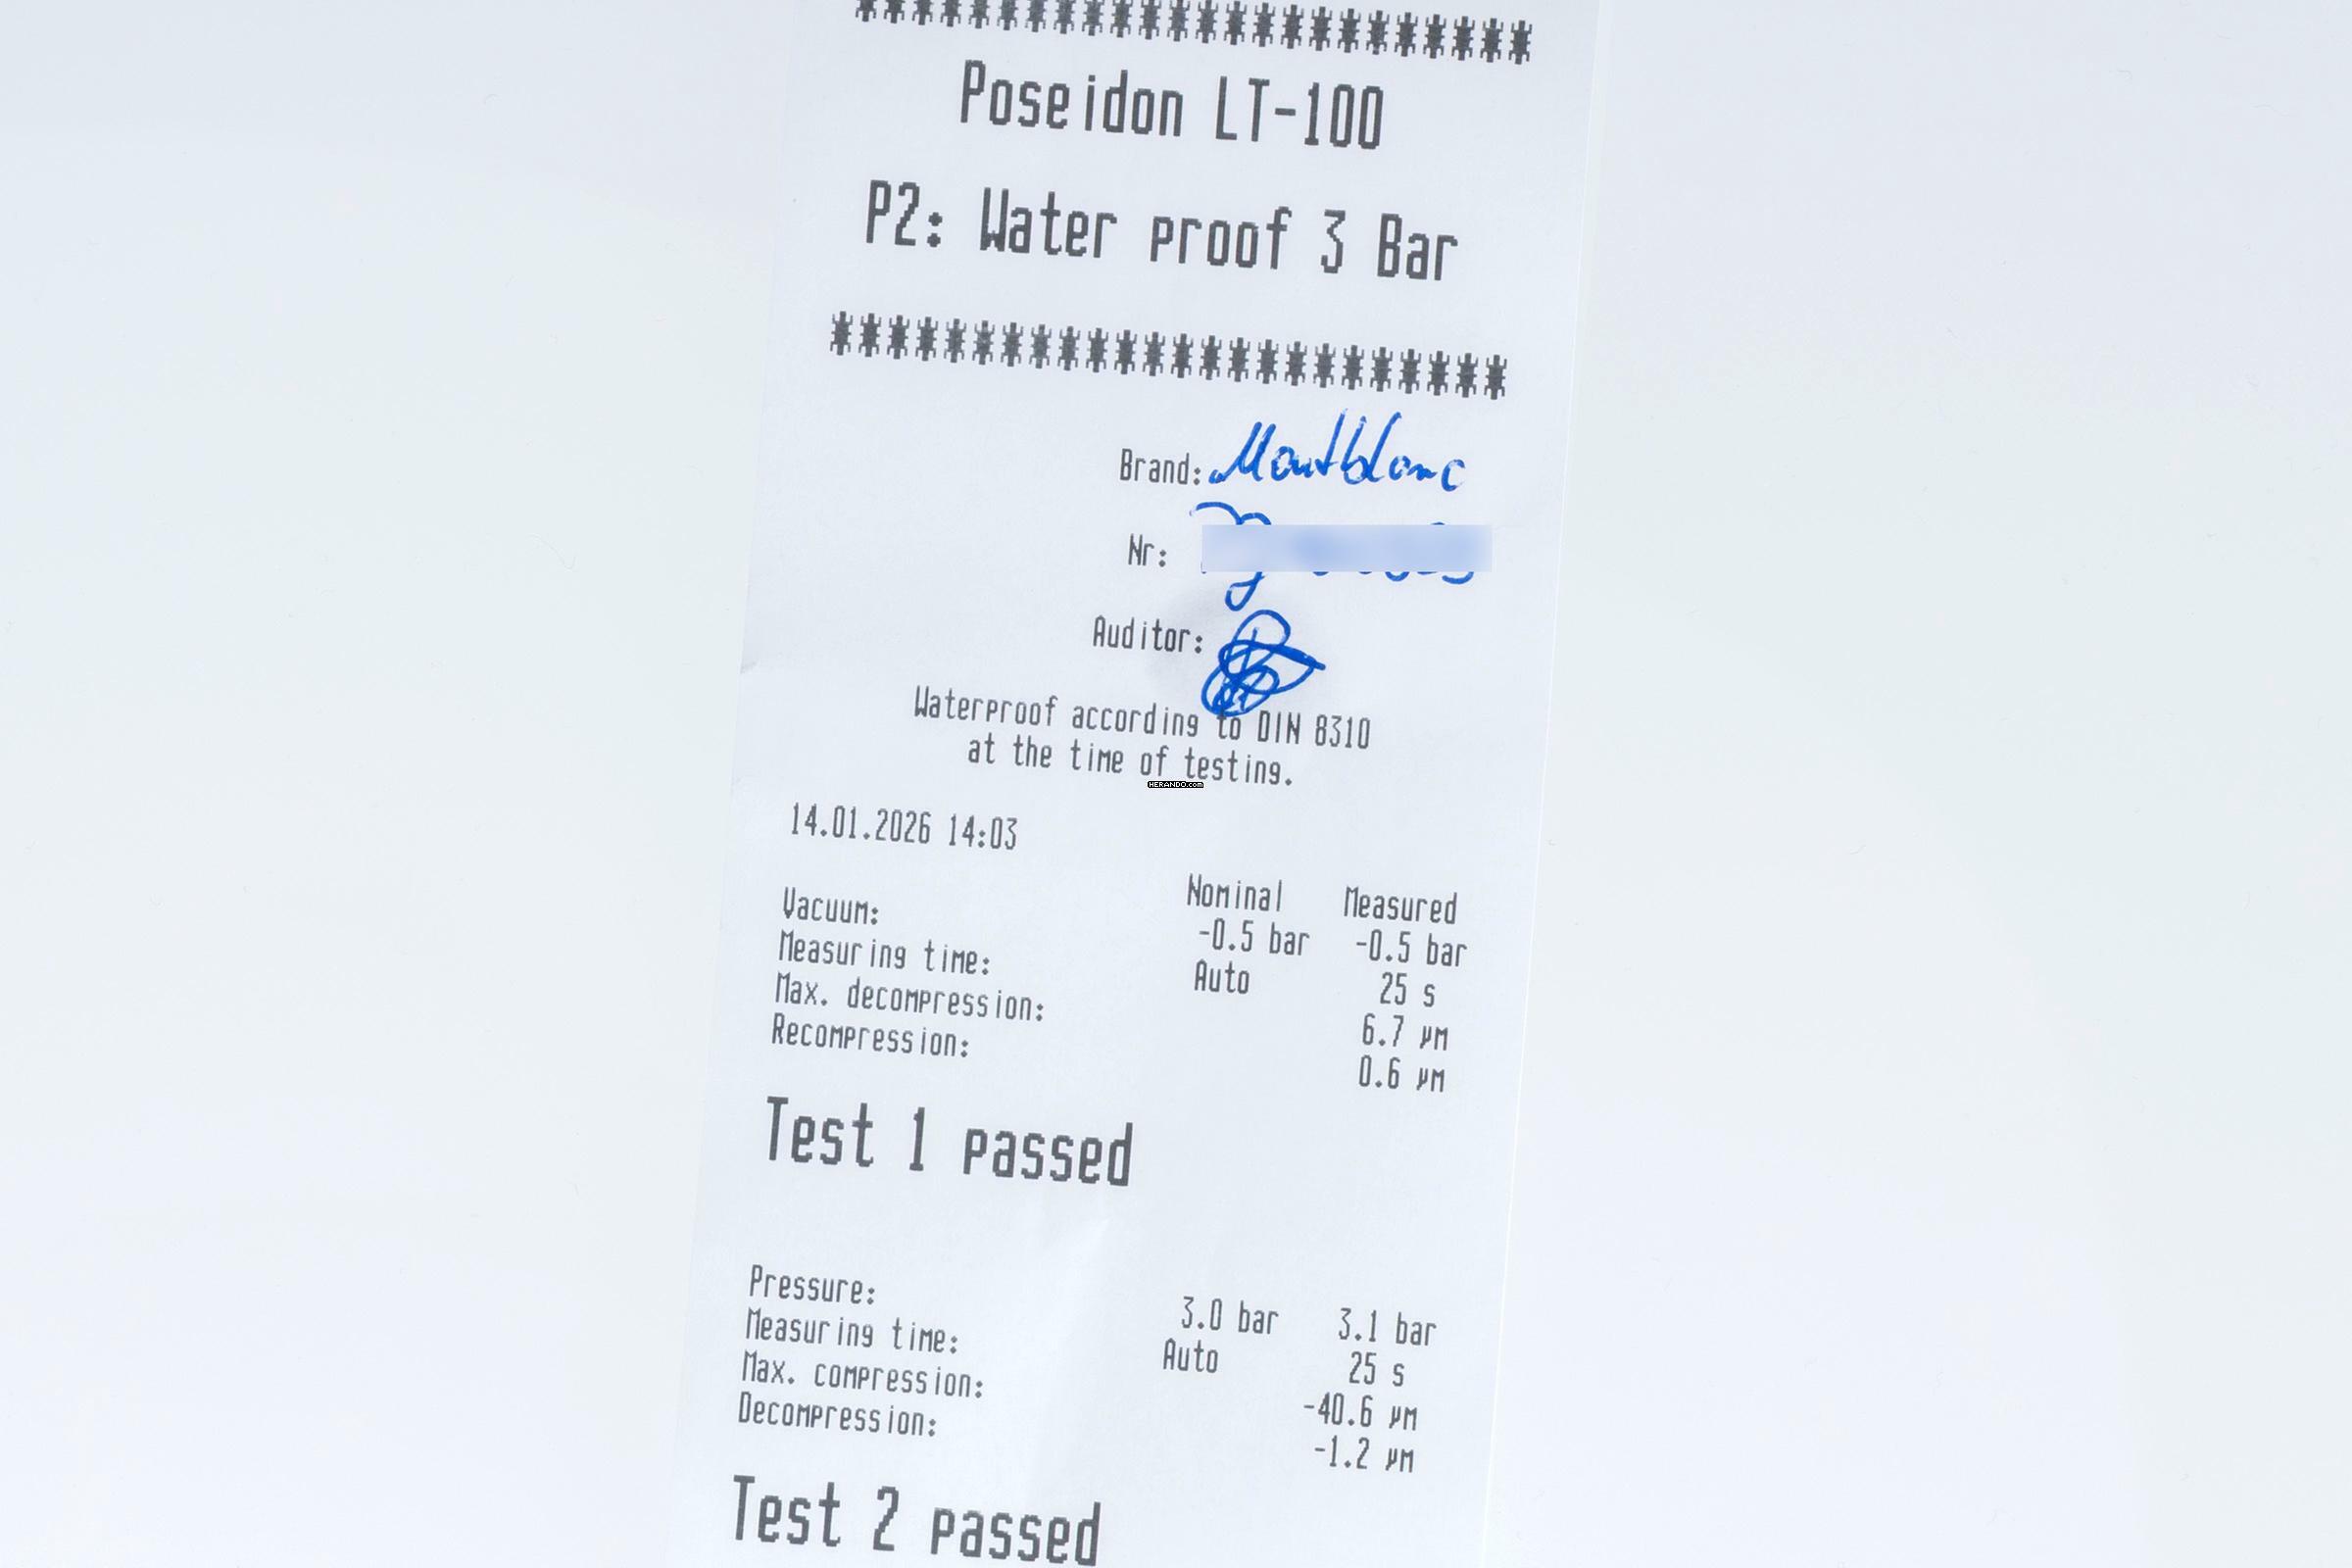 ************************
Poseidon LT-100
P2: Water proof 3 Bar
************************
Brand: Montblanc
Nr:
Auditor:
Waterproof according to DIN 8310
at the time of testing.
HERANDO.com
14.01.2026 14:03
Nominal Measured
Vacuum: -0.5 bar -0.5 bar
Measuring time: Auto 25 s
Max. decompression: 6.7 µm
Recompression: 0.6 µm
Test 1 passed
Pressure: 3.0 bar 3.1 bar
Measuring time: Auto 25 s
Max. compression: -40.6 µm
Decompression: -1.2 µm
Test 2 passed